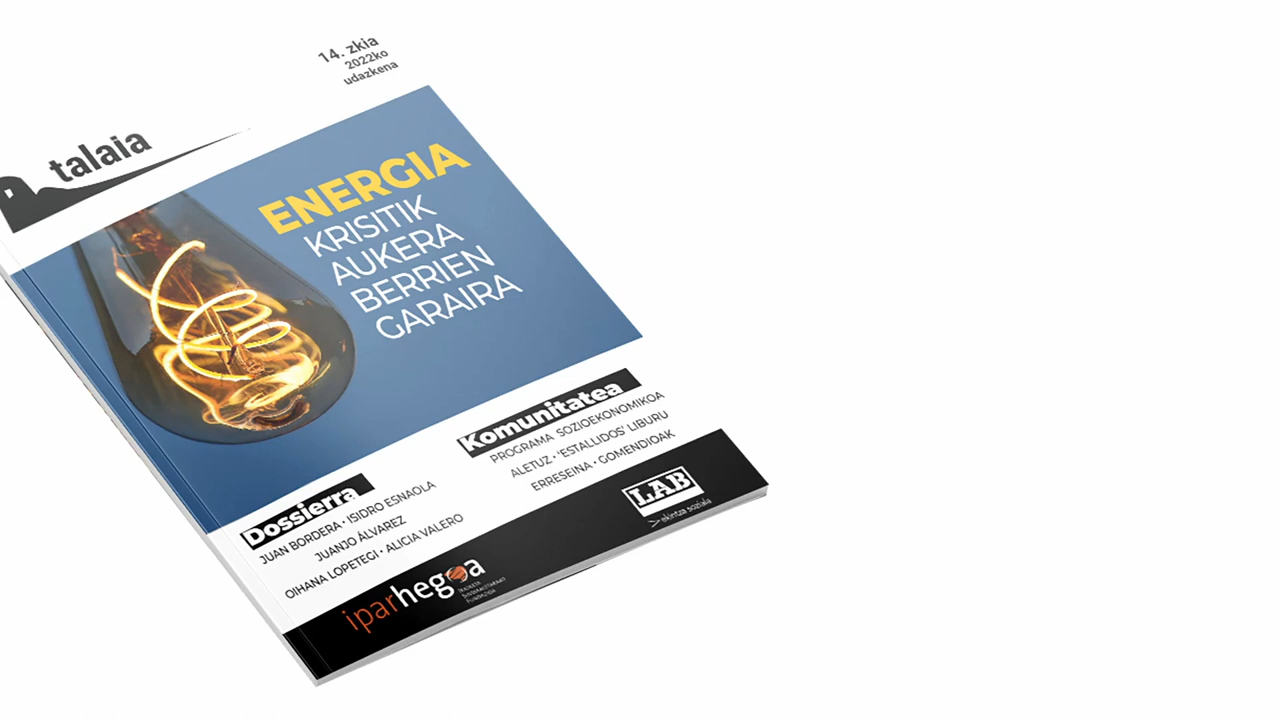 14. zkia
2022ko
udazkena
talaia
ENERGIA
KRISITIK
AUKERA
BERRIEN
GARAIRA
Dossierra
JUAN BORDERA • ISIDRO ESNAOLA
JUANJO ÁLVAREZ
OIHANA LOPETEGI • ALICIA VALERO
Komunitatea
PROGRAMA SOZIOEKONOMIKOA
ALETUZ • 'ESTALLIDOS' LIBURU
ERRESEINA • GOMENDIOAK
iparhegoa
LAB
ekintza soziala